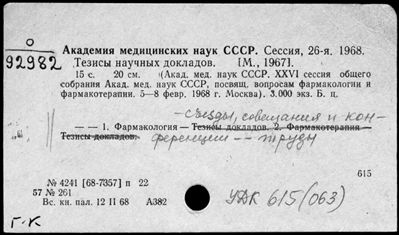 92982
Академия медицинских наук СССР. Сессия, 26-я. 1968.
Тезисы научных докладов. [М., 1967].
15 с. 20 см. (Акад. мед. наук СССР. XXVI сессия общего
собрания Акад. мед. наук СССР, посвящ. вопросам фармакологии и
фармакотерапии. 5—8 февр. 1968 г. Москва). 3.000 экз. Б. ц.
- съезды, совещания и кон-
— — 1. Фармакология — Тезисы докладов. 2. Фармакотерапия —
Тезисы докладов. ференции -- труды
615
№ 4241 [68-7357] п 22
57 № 261
Вс. кн. пал. 12 II 68 А382
УДК 615(063)
Г.К